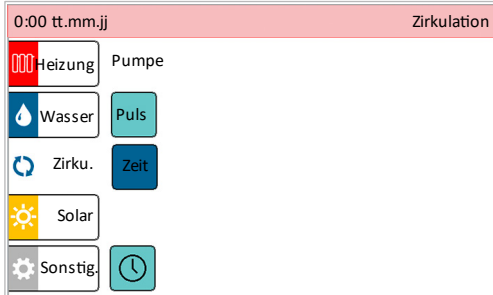 0:00 tt.mm.jj Zirkulation
Heizung Pumpe
Wasser Puls
Zirku. Zeit
Solar
Sonstig.